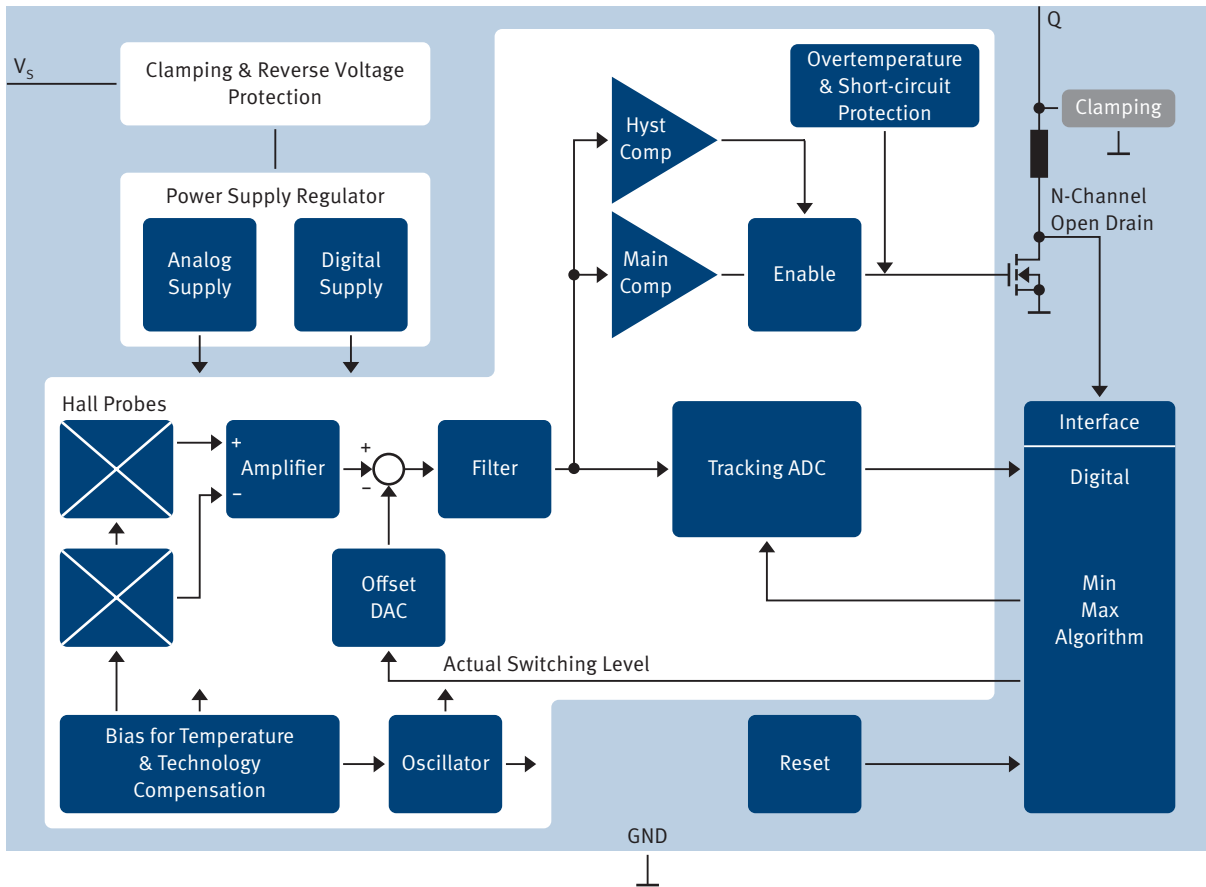 Q
V_S
Clamping & Reverse Voltage
Protection
Overtemperature
& Short-circuit
Protection
Clamping
Hyst
Comp
Power Supply Regulator
N-Channel
Open Drain
Analog
Supply
Digital
Supply
Main
Comp
Enable
Hall Probes
Interface
+
−
Amplifier
+
−
Filter
Tracking ADC
Digital
Offset
DAC
Min
Max
Algorithm
Actual Switching Level
Bias for Temperature
& Technology
Compensation
Oscillator
Reset
GND